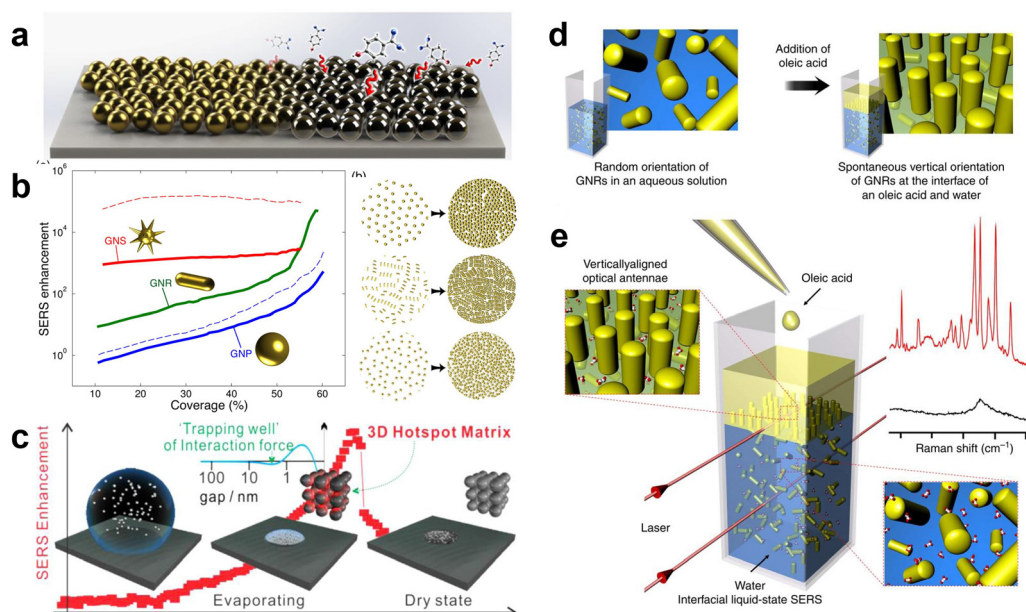 a
b
(b)
SERS enhancement
10⁶
10⁴
10²
10⁰
GNS
GNR
GNP
10
20
30
40
50
60
Coverage (%)
c
SERS Enhancement
'Trapping well'
of Interaction force
100
10
1
gap / nm
3D Hotspot Matrix
Evaporating
Dry state
d
Addition of
oleic acid
Random orientation of
GNRs in an aqueous solution
Spontaneous vertical orientation
of GNRs at the interface of
an oleic acid and water
e
Verticallyaligned
optical antennae
Oleic acid
Raman shift (cm⁻¹)
Laser
Water
Interfacial liquid-state SERS